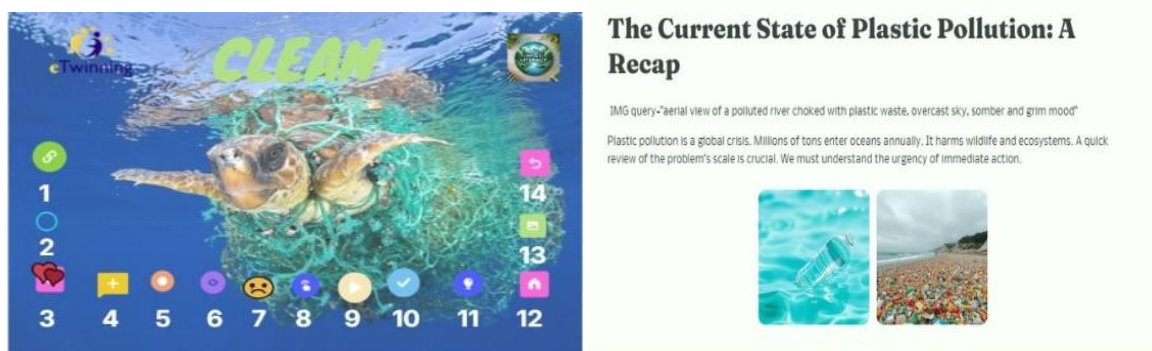 eTwinning
CLEAN
1
14
2
13
3 4 5 6 7 8 9 10 11 12
The Current State of Plastic Pollution: A
Recap
IMG query="aerial view of a polluted river choked with plastic waste, overcast sky, somber and grim mood"
Plastic pollution is a global crisis. Millions of tons enter oceans annually. It harms wildlife and ecosystems. A quick
review of the problem's scale is crucial. We must understand the urgency of immediate action.